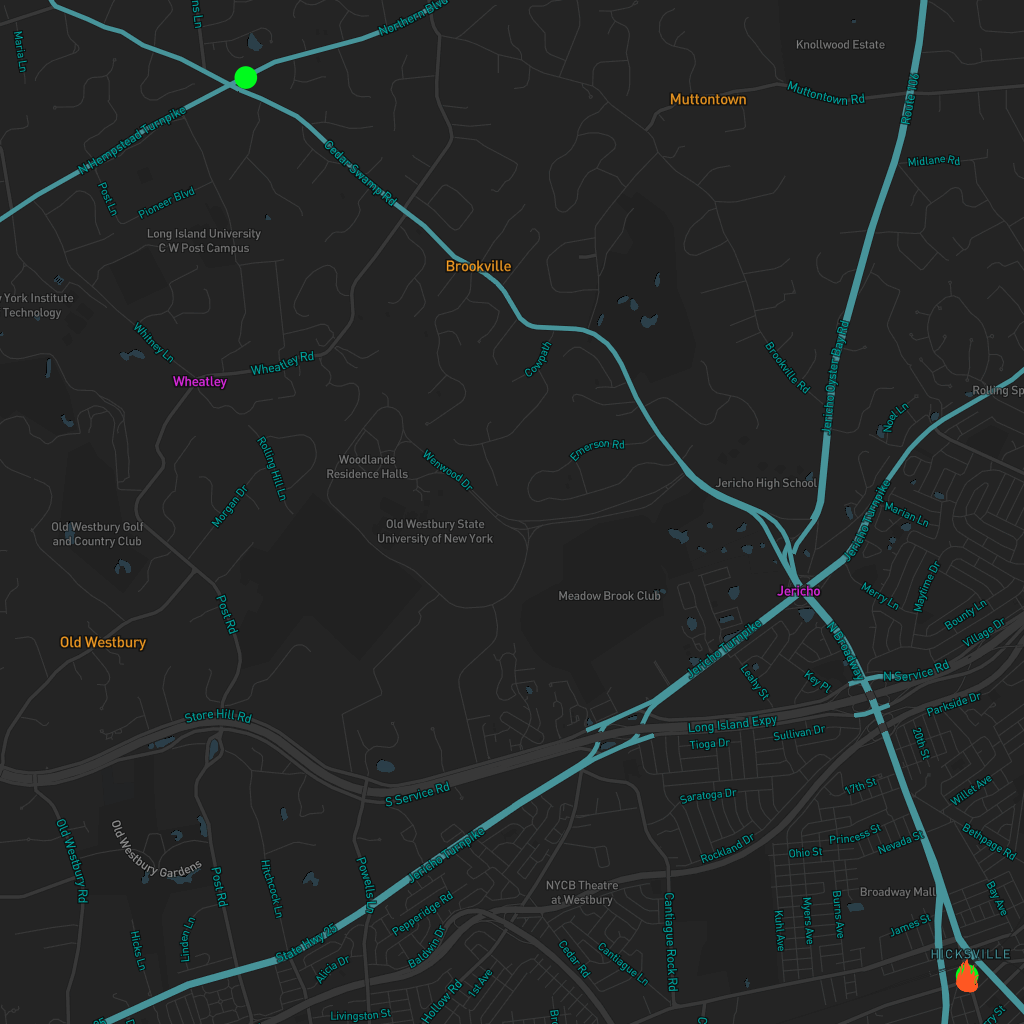 Northern Blvd
Maria Ln
Knollwood Estate
Muttontown
Muttontown Rd
Route 106
N Hempstead Turnpike
Cedar Swamp Rd
Midlane Rd
Post Ln
Pioneer Blvd
Long Island University
C W Post Campus
Brookville
York Institute
Technology
Whitney Ln
Wheatley Rd
Wheatley
Cowpath
Brookville Rd
Jericho Oyster Bay Rd
Rolling Sp
Noel Ln
Rolling Hill Ln
Woodlands
Residence Halls
Wenwood Dr
Emerson Rd
Jericho High School
Morgan Dr
Old Westbury Golf
and Country Club
Old Westbury State
University of New York
Jericho Turnpike
Marian Ln
Maytime Dr
Meadow Brook Club
Jericho
Merry Ln
Bounty Ln
Village Dr
Post Rd
Old Westbury
Jericho Turnpike
N Broadway
Leahy St
Key Pl
N Service Rd
Parkside Dr
Store Hill Rd
Long Island Expy
Tioga Dr
Sullivan Dr
20th St
S Service Rd
Saratoga Dr
17th St
Willet Ave
Old Westbury Rd
Old Westbury Gardens
Jericho Turnpike
Rockland Dr
Princess St
Nevada St
Ohio St
Bethpage Rd
Post Rd
Hitchcock Ln
Powells Ln
NYCB Theatre
at Westbury
Broadway Mall
Bay Ave
Pepperidge Rd
Cantiague Rock Rd
Kuhl Ave
Myers Ave
Burns Ave
James St
Hicks Ln
Linden Ln
State Hwy 25
Alicia Dr
Baldwin Dr
Cedar Rd
Cantiague Ln
HICKSVILLE
Hollow Rd
1st Ave
Livingston St